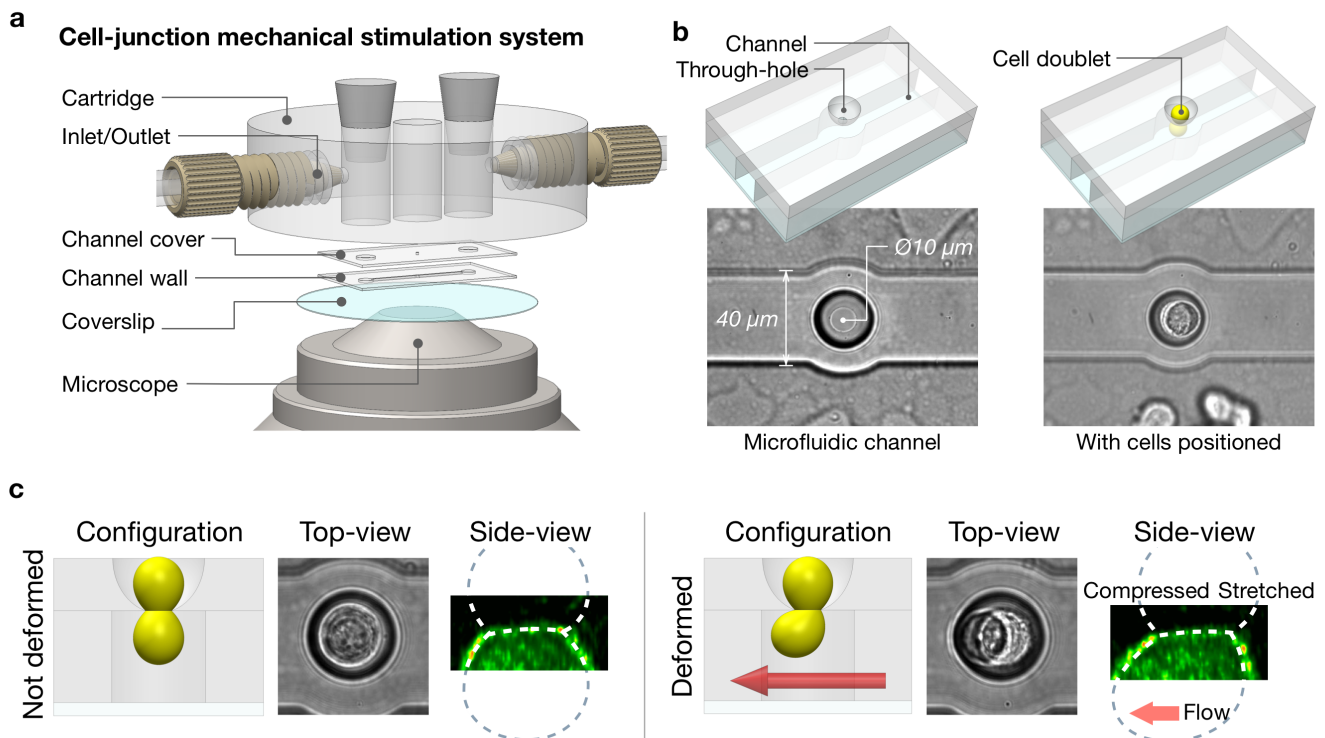 a
Cell-junction mechanical stimulation system
Cartridge
Inlet/Outlet
Channel cover
Channel wall
Coverslip
Microscope
b
Channel
Through-hole
Cell doublet
Ø10 µm
40 µm
Microfluidic channel
With cells positioned
c
Not deformed
Configuration
Top-view
Side-view
Deformed
Configuration
Top-view
Side-view
Compressed Stretched
Flow